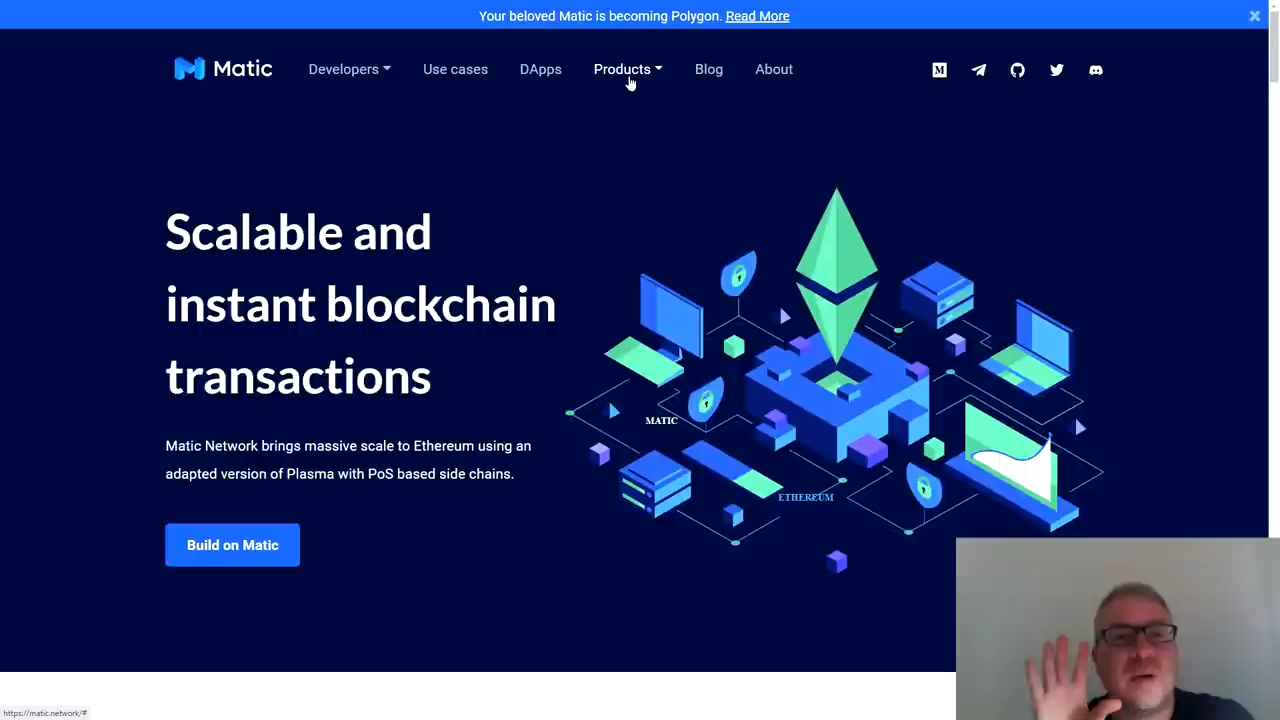 Your beloved Matic is becoming Polygon. Read More
Matic
Developers
Use cases
DApps
Products
Blog
About
M
Scalable and
instant blockchain
transactions
MATIC
Matic Network brings massive scale to Ethereum using an
adapted version of Plasma with PoS based side chains.
ETHEREUM
Build on Matic
https://matic.network/#